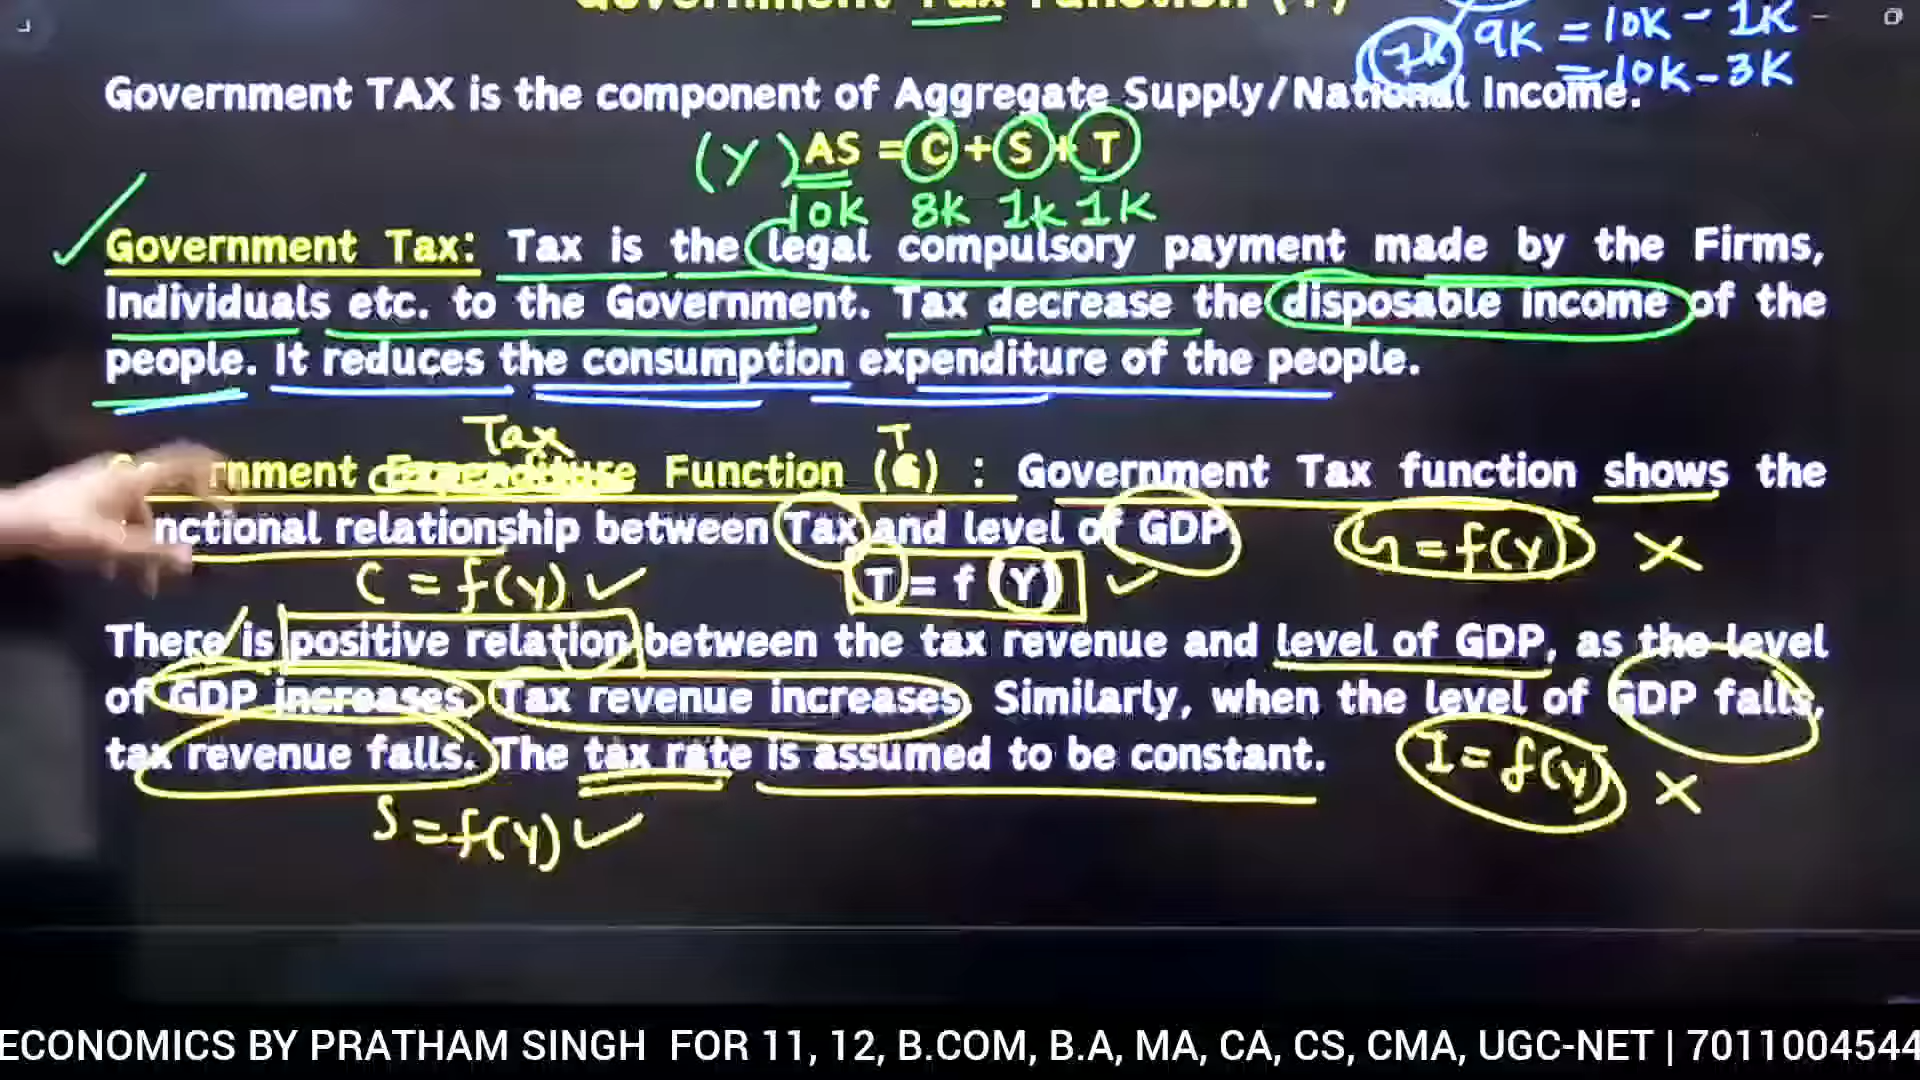 Government Tax Function (T)
7k 9k = 10k - 1k
= 10k - 3k
Government TAX is the component of Aggregate Supply/National Income.
(Y) AS = C + S + T
10k 8k 1k 1k
Government Tax: Tax is the legal compulsory payment made by the Firms,
Individuals etc. to the Government. Tax decrease the disposable income of the
people. It reduces the consumption expenditure of the people.
Tax T
Government Expenditure Function (G) : Government Tax function shows the
nctional relationship between Tax and level of GDP
G = f(y) ×
C = f(y) ✓ T = f (Y) ✓
There is positive relation between the tax revenue and level of GDP, as the level
of GDP increases, Tax revenue increases. Similarly, when the level of GDP falls,
tax revenue falls. The tax rate is assumed to be constant.
I = f(y) ×
S = f(y) ✓
ECONOMICS BY PRATHAM SINGH FOR 11, 12, B.COM, B.A, MA, CA, CS, CMA, UGC-NET | 7011004544